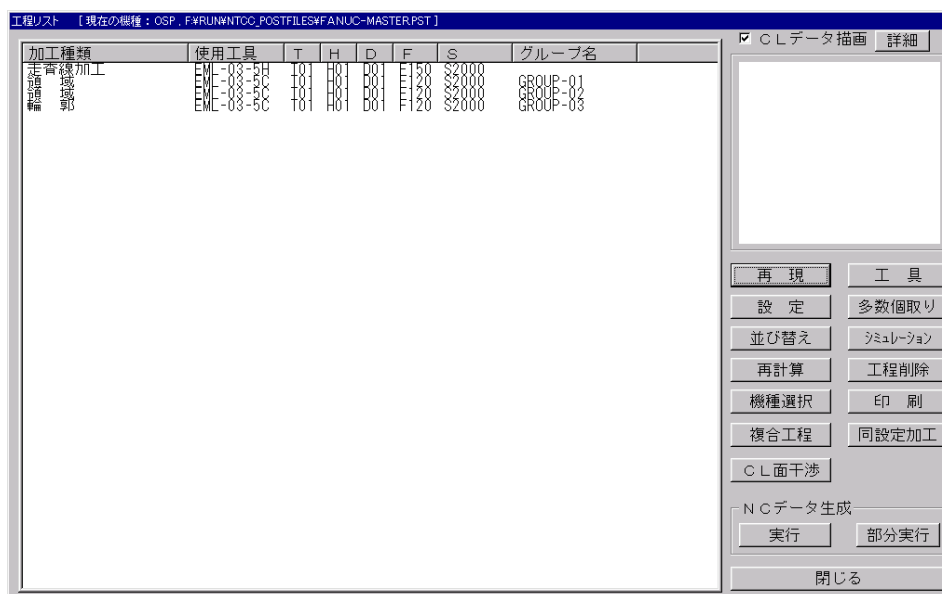 工程リスト [現在の機種：OSP , F:¥RUN¥NTCC_POSTFILES¥FANUC-MASTER.PST ]
加工種類 使用工具 T H D F S グループ名
走査線加工 EML-03-5H T01 H01 D01 F150 S2000
領 域 EML-03-5C T01 H01 D01 F120 S2000 GROUP-01
領 域 EML-03-5C T01 H01 D01 F120 S2000 GROUP-02
輪 郭 EML-03-5C T01 H01 D01 F120 S2000 GROUP-03
ＣＬデータ描画 詳細
再 現 工 具
設 定 多数個取り
並び替え ｼﾐｭﾚｰｼｮﾝ
再計算 工程削除
機種選択 印 刷
複合工程 同設定加工
ＣＬ面干渉
ＮＣデータ生成
実行 部分実行
閉じる